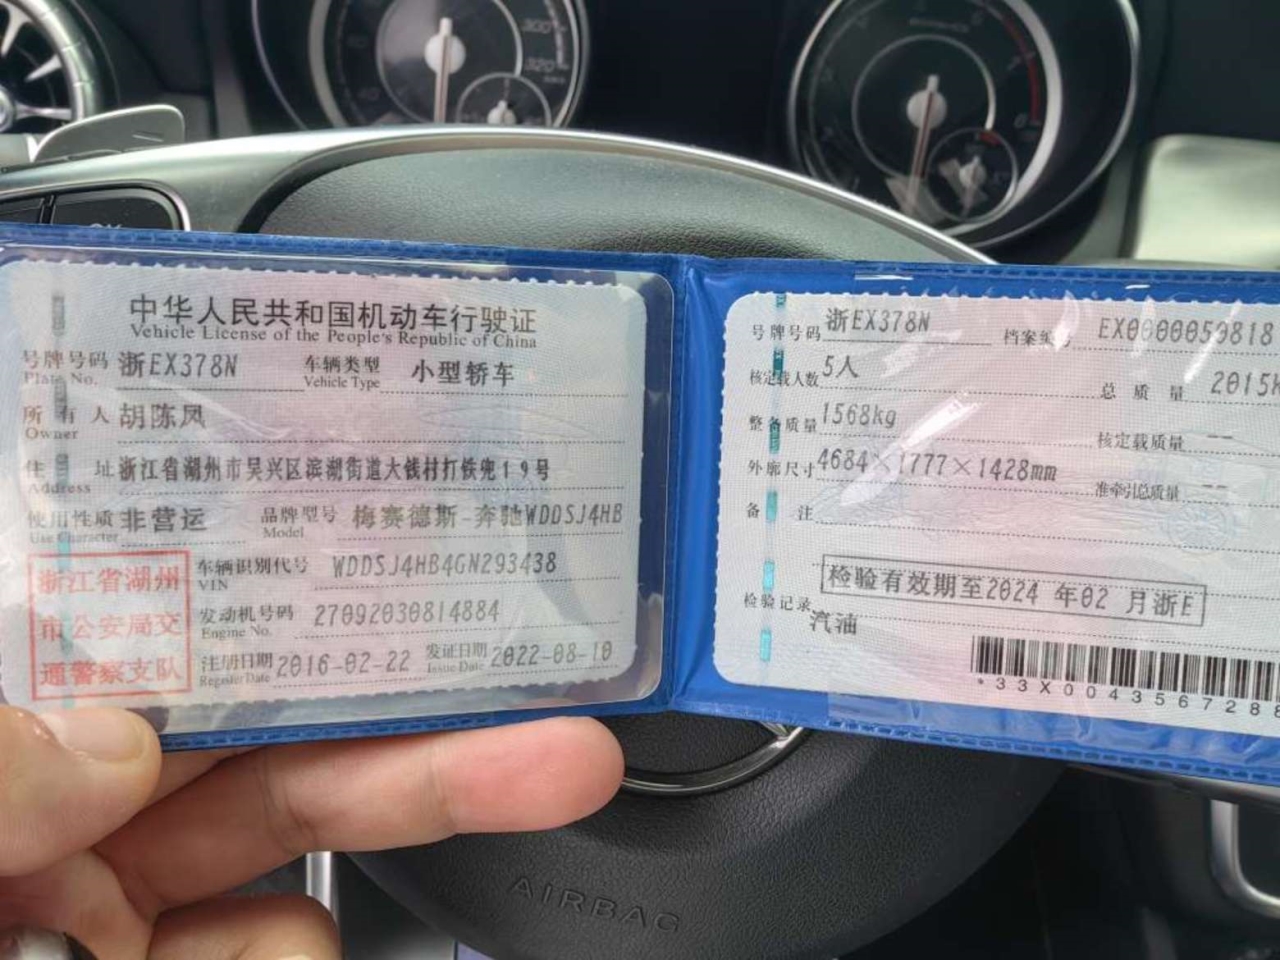 300
320
中华人民共和国机动车行驶证
Vehicle License of the People's Republic of China
号牌号码 浙EX378N 车辆类型 小型轿车
Plate No. Vehicle Type
所有人 胡陈凤
Owner
住址 浙江省湖州市吴兴区滨湖街道大钱村打铁兜19号
Address
使用性质 非营运 品牌型号 梅赛德斯-奔驰WDDSJ4HB
Use Character Model
浙江省湖州
市公安局交
通警察支队
车辆识别代号 WDDSJ4HB4GN293438
VIN
发动机号码 27092030814884
Engine No.
注册日期 2016-02-22 发证日期 2022-08-10
Register Date Issue Date
号牌号码 浙EX378N 档案编号 EX0000059818
核定载人数 5人 总质量 2015k
整备质量 1568kg 核定载质量 --
外廓尺寸 4684×1777×1428mm 准牵引总质量 --
备注
检验有效期至2024年02月浙E
检验记录
汽油
*33X0043567288
AIRBAG